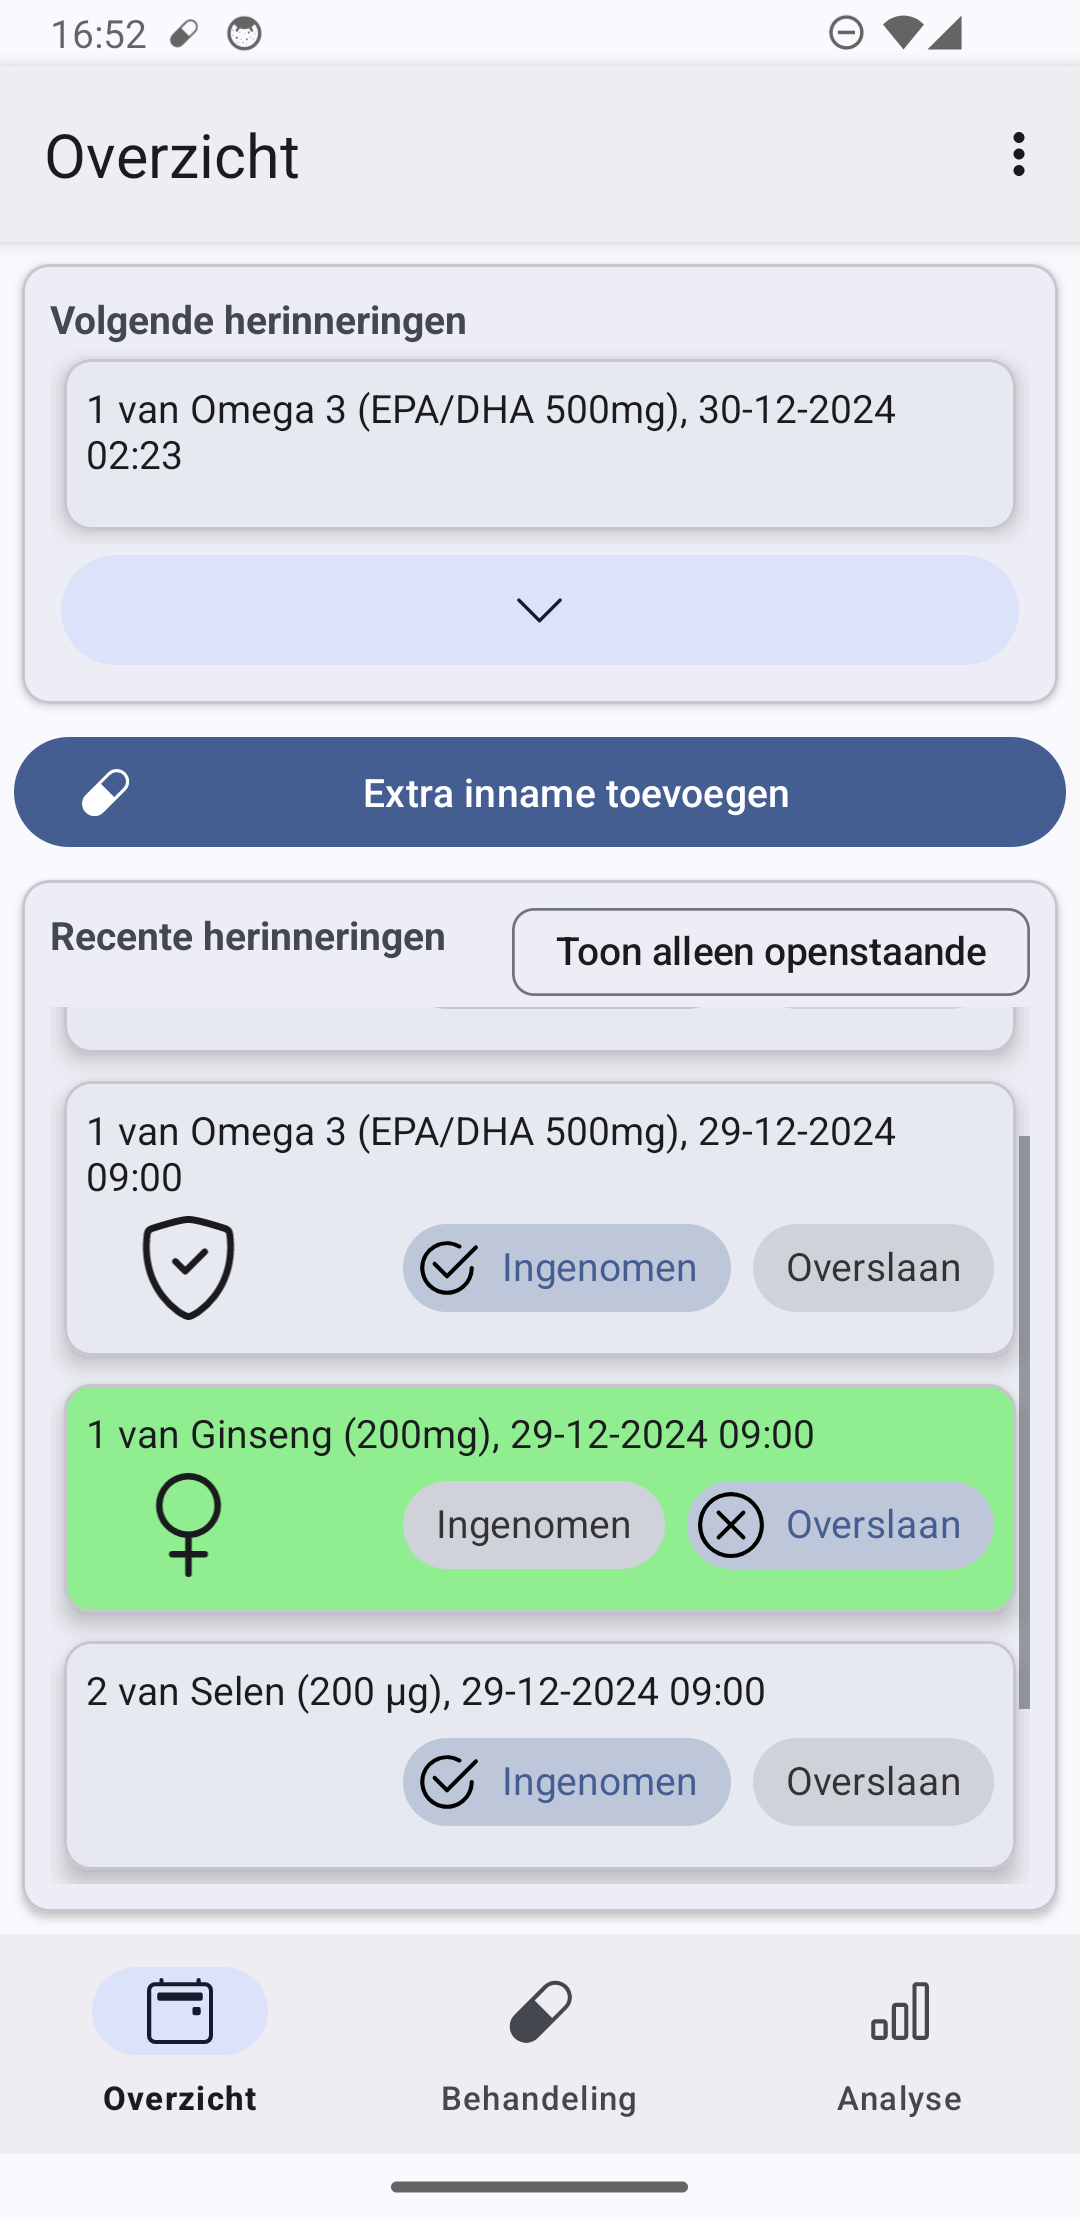 16:52
Overzicht
Volgende herinneringen
1 van Omega 3 (EPA/DHA 500mg), 30-12-2024
02:23
Extra inname toevoegen
Recente herinneringen
Toon alleen openstaande
1 van Omega 3 (EPA/DHA 500mg), 29-12-2024
09:00
Ingenomen Overslaan
1 van Ginseng (200mg), 29-12-2024 09:00
Ingenomen Overslaan
2 van Selen (200 µg), 29-12-2024 09:00
Ingenomen Overslaan
Overzicht Behandeling Analyse